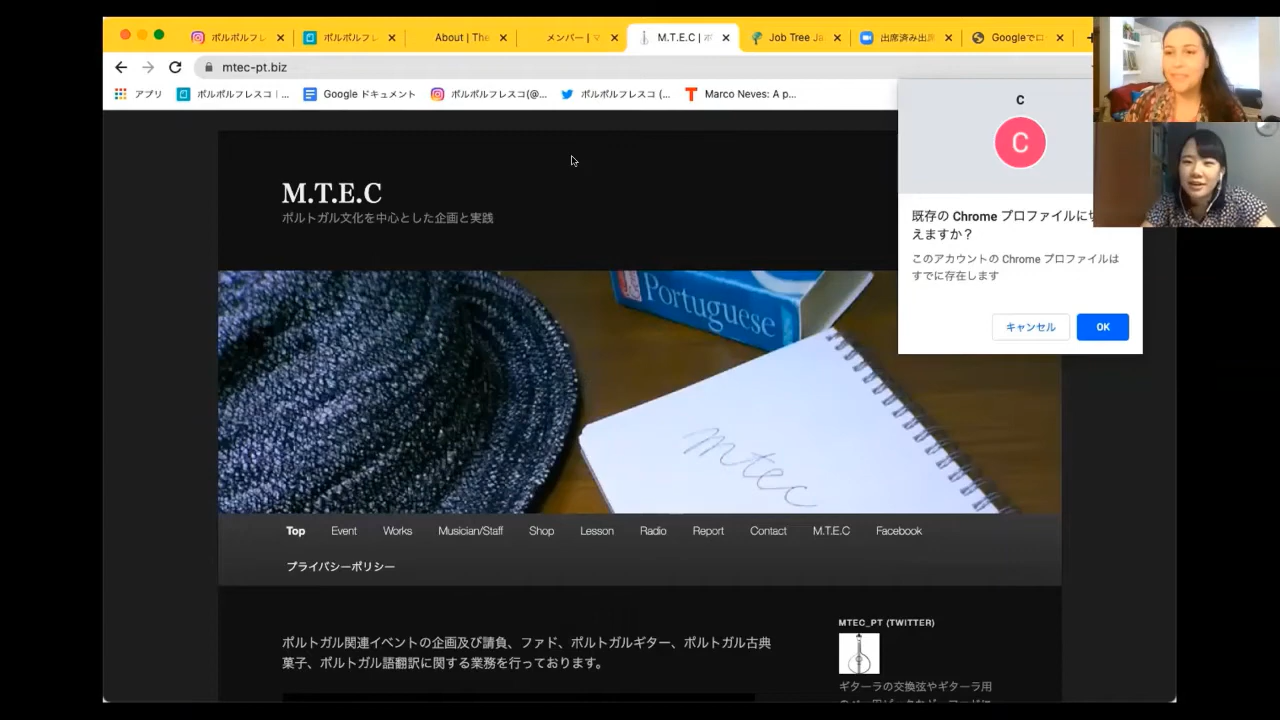 ポルポルフレ
ポルポルフレ
About | The
メンバー | マ
M.T.E.C | ポ
Job Tree Ja
出席済み出席
Googleでロ
mtec-pt.biz
アプリ
ポルポルフレスコ | ...
Google ドキュメント
ポルポルフレスコ(@...
ポルポルフレスコ (...
Marco Neves: A p...
C
C
既存の Chrome プロファイルに
えますか？
このアカウントの Chrome プロファイルは
すでに存在します
キャンセル
OK
M.T.E.C
ポルトガル文化を中心とした企画と実践
Portuguese
mtec
Top
Event
Works
Musician/Staff
Shop
Lesson
Radio
Report
Contact
M.T.E.C
Facebook
プライバシーポリシー
ポルトガル関連イベントの企画及び請負、ファド、ポルトガルギター、ポルトガル古典
菓子、ポルトガル語翻訳に関する業務を行っております。
MTEC_PT (TWITTER)
ギターラの交換弦やギターラ用